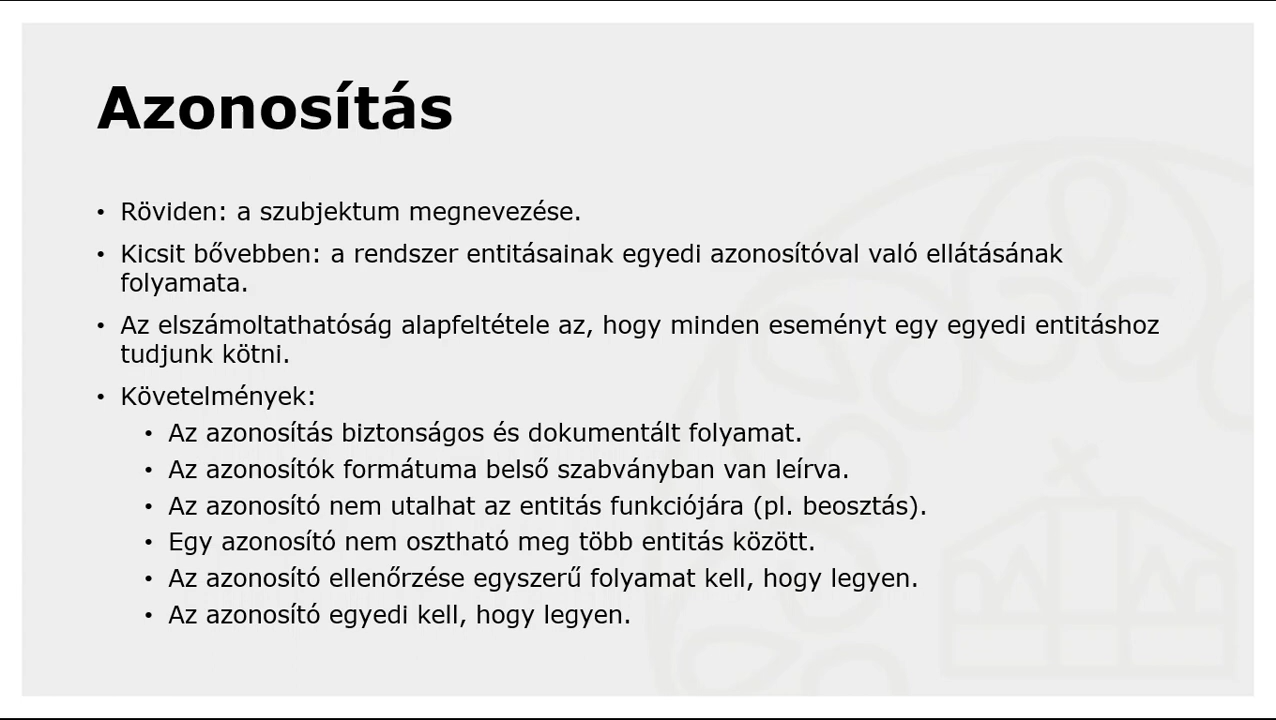 Azonosítás
• Röviden: a szubjektum megnevezése.
• Kicsit bővebben: a rendszer entitásainak egyedi azonosítóval való ellátásának
folyamata.
• Az elszámoltathatóság alapfeltétele az, hogy minden eseményt egy egyedi entitáshoz
tudjunk kötni.
• Követelmények:
• Az azonosítás biztonságos és dokumentált folyamat.
• Az azonosítók formátuma belső szabványban van leírva.
• Az azonosító nem utalhat az entitás funkciójára (pl. beosztás).
• Egy azonosító nem osztható meg több entitás között.
• Az azonosító ellenőrzése egyszerű folyamat kell, hogy legyen.
• Az azonosító egyedi kell, hogy legyen.